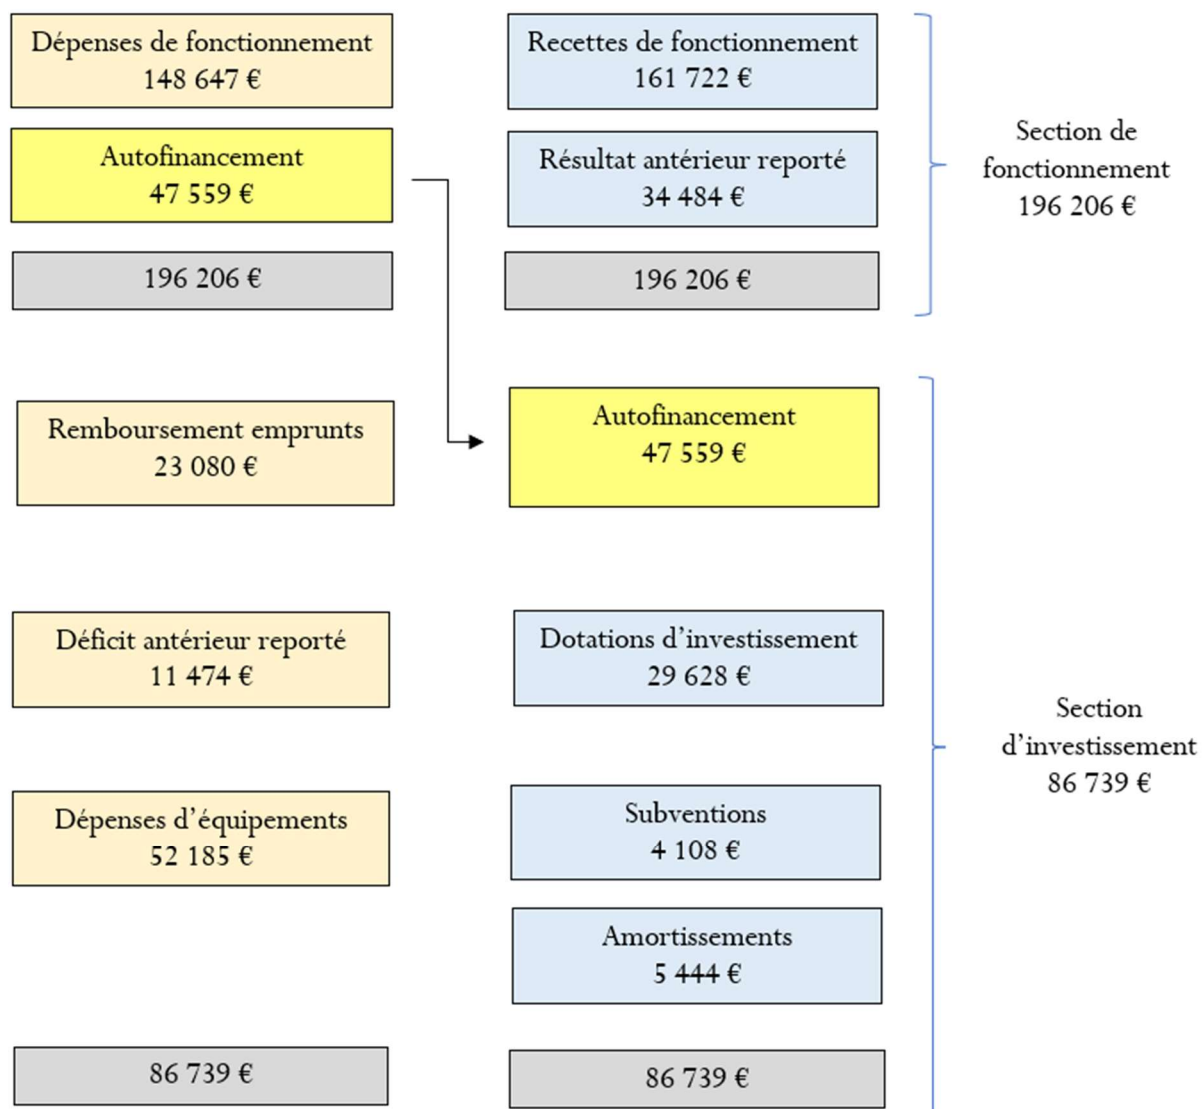 Dépenses de fonctionnement
148 647 €
Recettes de fonctionnement
161 722 €
Autofinancement
47 559 €
Résultat antérieur reporté
34 484 €
Section de
fonctionnement
196 206 €
196 206 €
196 206 €
Remboursement emprunts
23 080 €
Autofinancement
47 559 €
Déficit antérieur reporté
11 474 €
Dotations d’investissement
29 628 €
Section
d’investissement
86 739 €
Dépenses d’équipements
52 185 €
Subventions
4 108 €
Amortissements
5 444 €
86 739 €
86 739 €